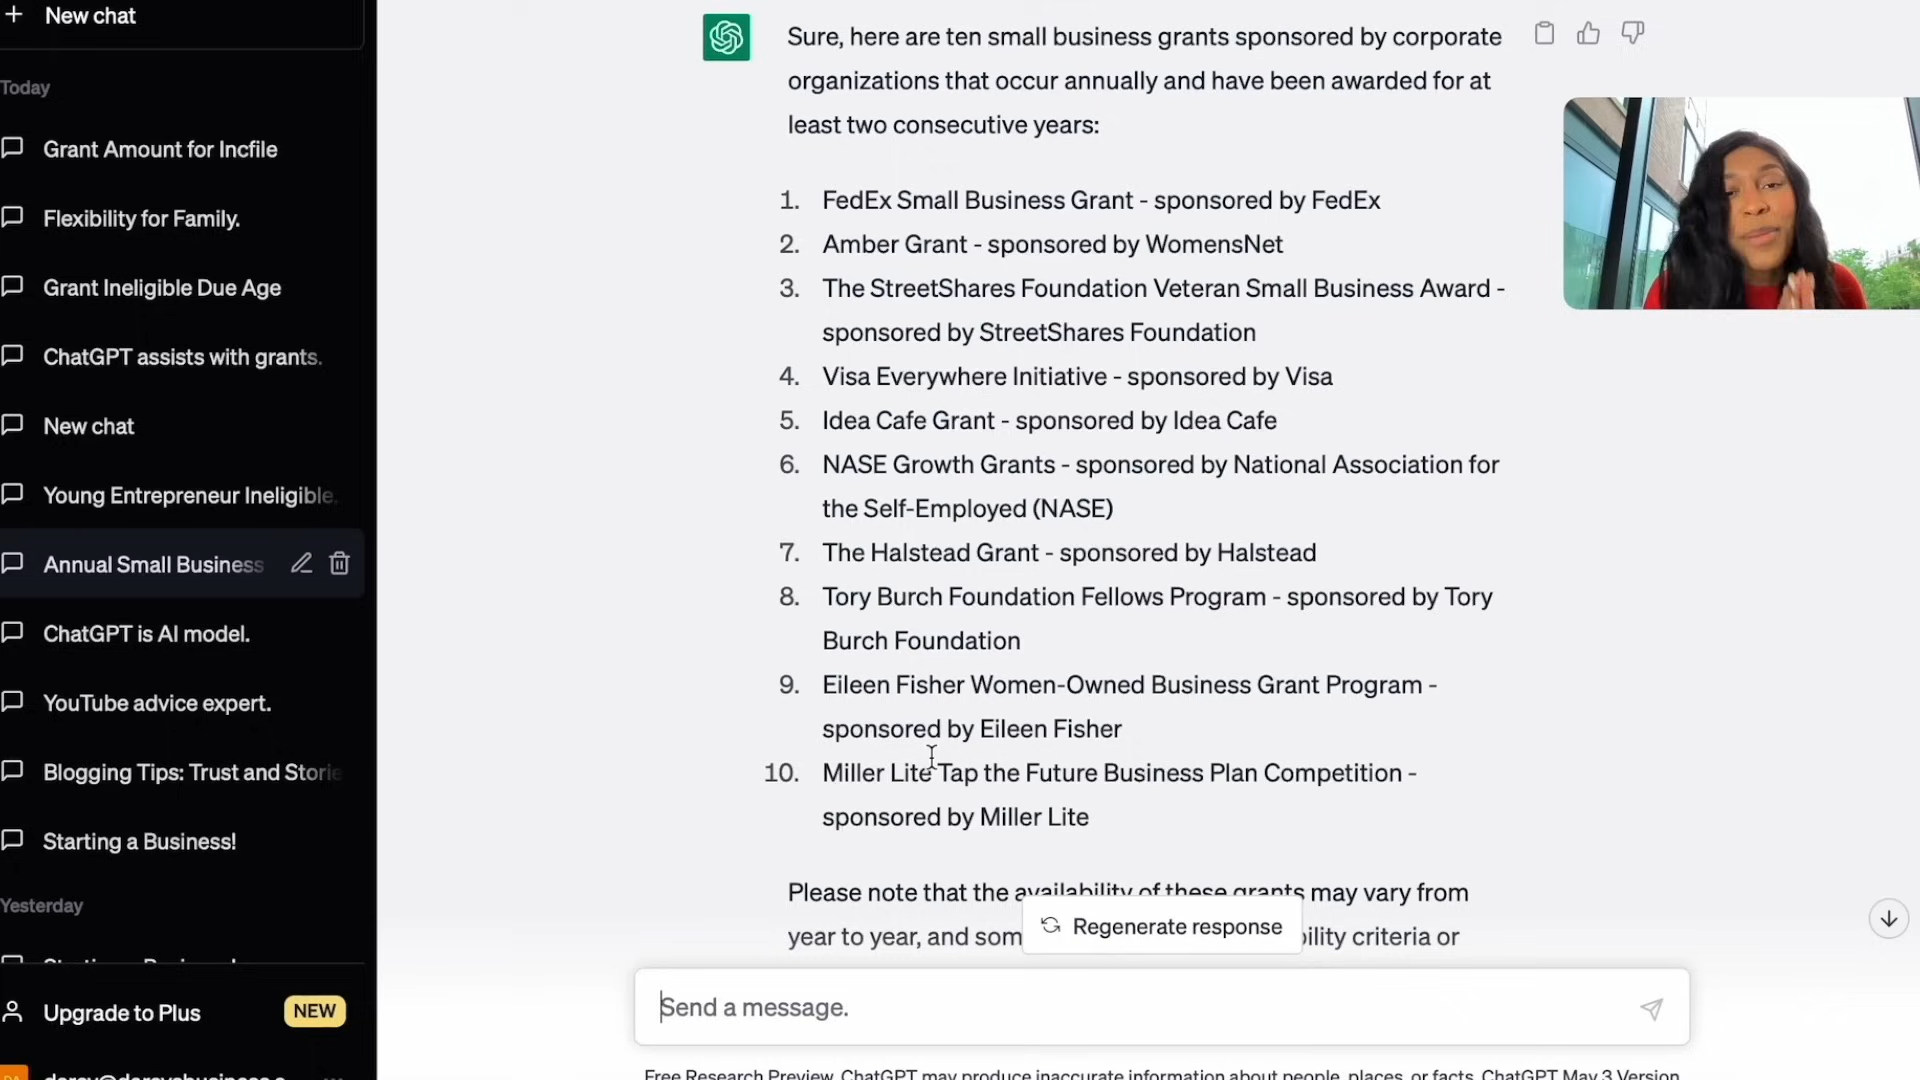 New chat
Today
Grant Amount for Incfile
Flexibility for Family.
Grant Ineligible Due Age
ChatGPT assists with grants.
New chat
Young Entrepreneur Ineligible.
Annual Small Business
ChatGPT is AI model.
YouTube advice expert.
Blogging Tips: Trust and Storie
Starting a Business!
Yesterday
Upgrade to Plus
NEW
Sure, here are ten small business grants sponsored by corporate
organizations that occur annually and have been awarded for at
least two consecutive years:
1. FedEx Small Business Grant - sponsored by FedEx
2. Amber Grant - sponsored by WomensNet
3. The StreetShares Foundation Veteran Small Business Award -
sponsored by StreetShares Foundation
4. Visa Everywhere Initiative - sponsored by Visa
5. Idea Cafe Grant - sponsored by Idea Cafe
6. NASE Growth Grants - sponsored by National Association for
the Self-Employed (NASE)
7. The Halstead Grant - sponsored by Halstead
8. Tory Burch Foundation Fellows Program - sponsored by Tory
Burch Foundation
9. Eileen Fisher Women-Owned Business Grant Program -
sponsored by Eileen Fisher
10. Miller Lite Tap the Future Business Plan Competition -
sponsored by Miller Lite
Please note that the availability of these grants may vary from
year to year, and som ility criteria or
Regenerate response
Send a message.
Free Research Preview. ChatGPT may produce inaccurate information about people, places, or facts. ChatGPT May 3 Version